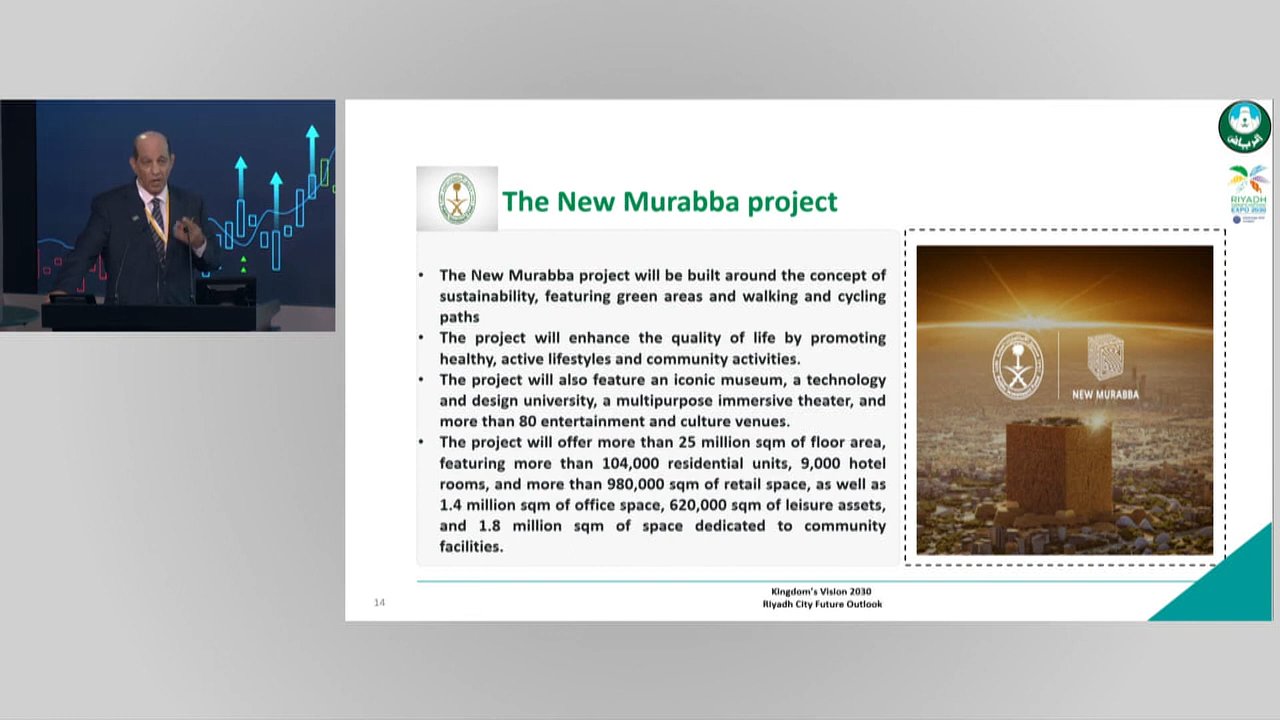 الرياض
RIYADH
EXPO 2030
The New Murabba project
• The New Murabba project will be built around the concept of
sustainability, featuring green areas and walking and cycling
paths
• The project will enhance the quality of life by promoting
healthy, active lifestyles and community activities.
• The project will also feature an iconic museum, a technology
and design university, a multipurpose immersive theater, and
more than 80 entertainment and culture venues.
• The project will offer more than 25 million sqm of floor area,
featuring more than 104,000 residential units, 9,000 hotel
rooms, and more than 980,000 sqm of retail space, as well as
1.4 million sqm of office space, 620,000 sqm of leisure assets,
and 1.8 million sqm of space dedicated to community
facilities.
NEW MURABBA
Kingdom's Vision 2030
Riyadh City Future Outlook
14